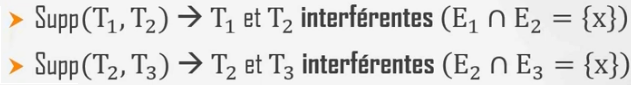 ➤ Supp(T₁, T₂) → T₁ et T₂ interférentes (E₁ ∩ E₂ = {x})
➤ Supp(T₂, T₃) → T₂ et T₃ interférentes (E₂ ∩ E₃ = {x})